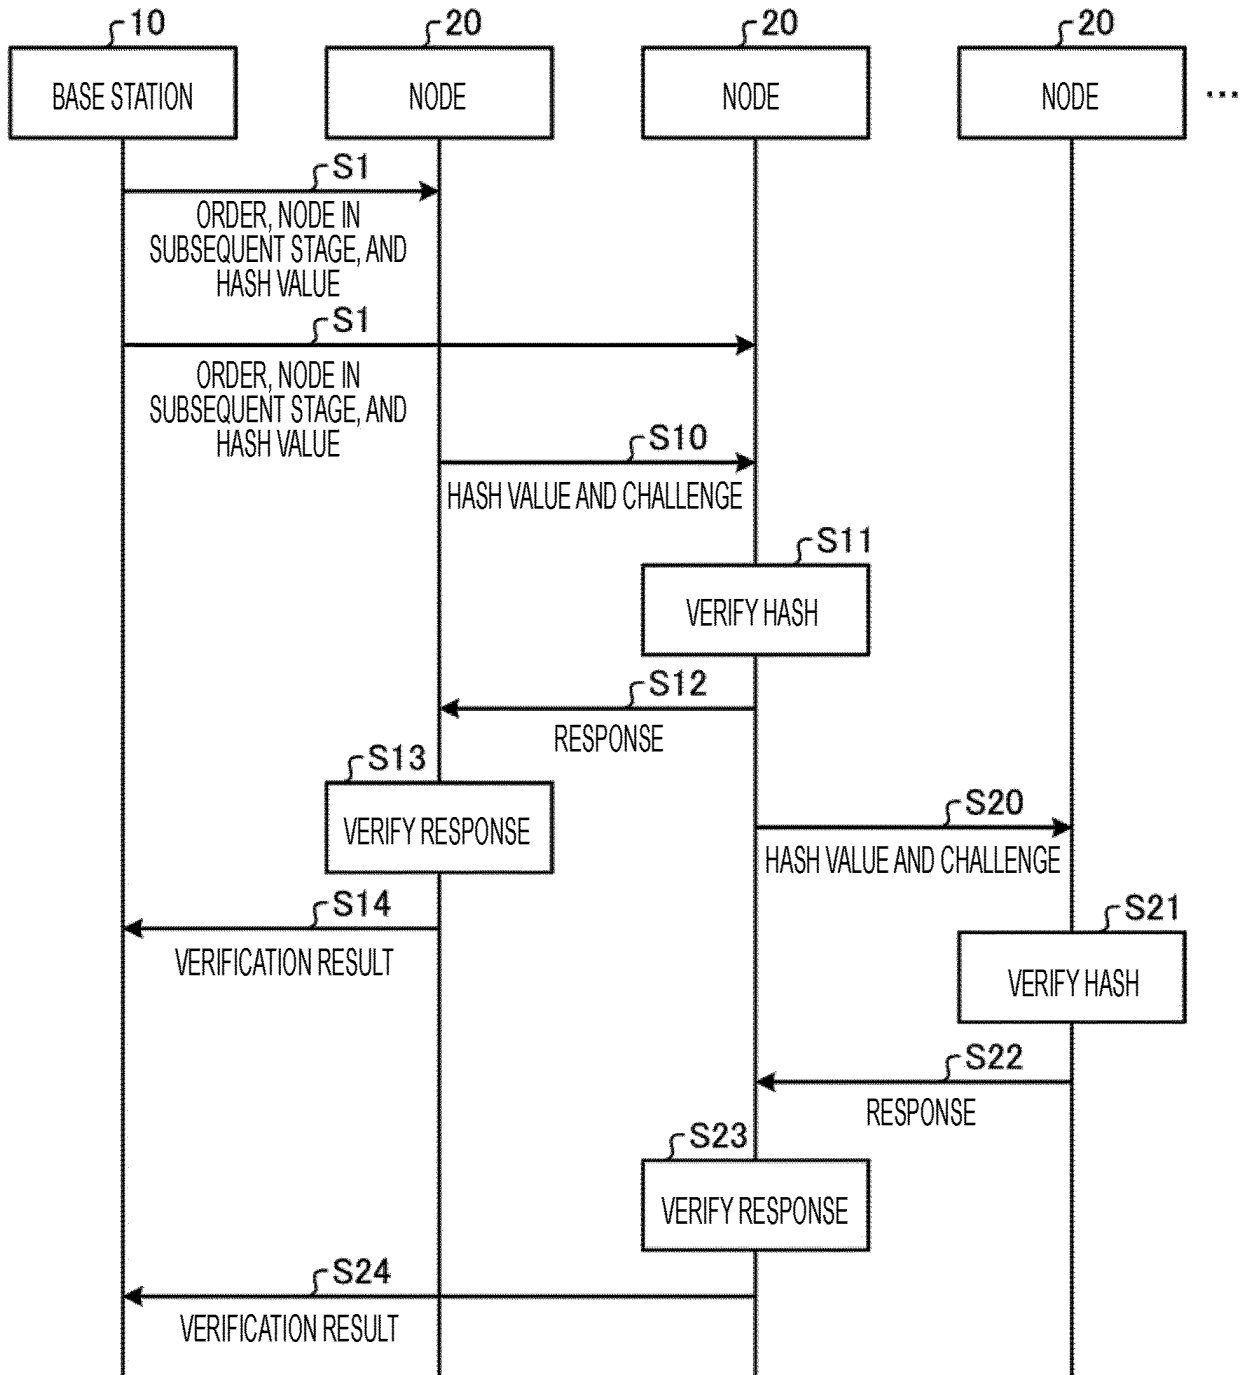 10
20
20
20
BASE STATION
NODE
NODE
NODE
...
S1
ORDER, NODE IN
SUBSEQUENT STAGE, AND
HASH VALUE
S1
ORDER, NODE IN
SUBSEQUENT STAGE, AND
HASH VALUE
S10
HASH VALUE AND CHALLENGE
S11
VERIFY HASH
S12
RESPONSE
S13
VERIFY RESPONSE
S20
HASH VALUE AND CHALLENGE
S14
VERIFICATION RESULT
S21
VERIFY HASH
S22
RESPONSE
S23
VERIFY RESPONSE
S24
VERIFICATION RESULT